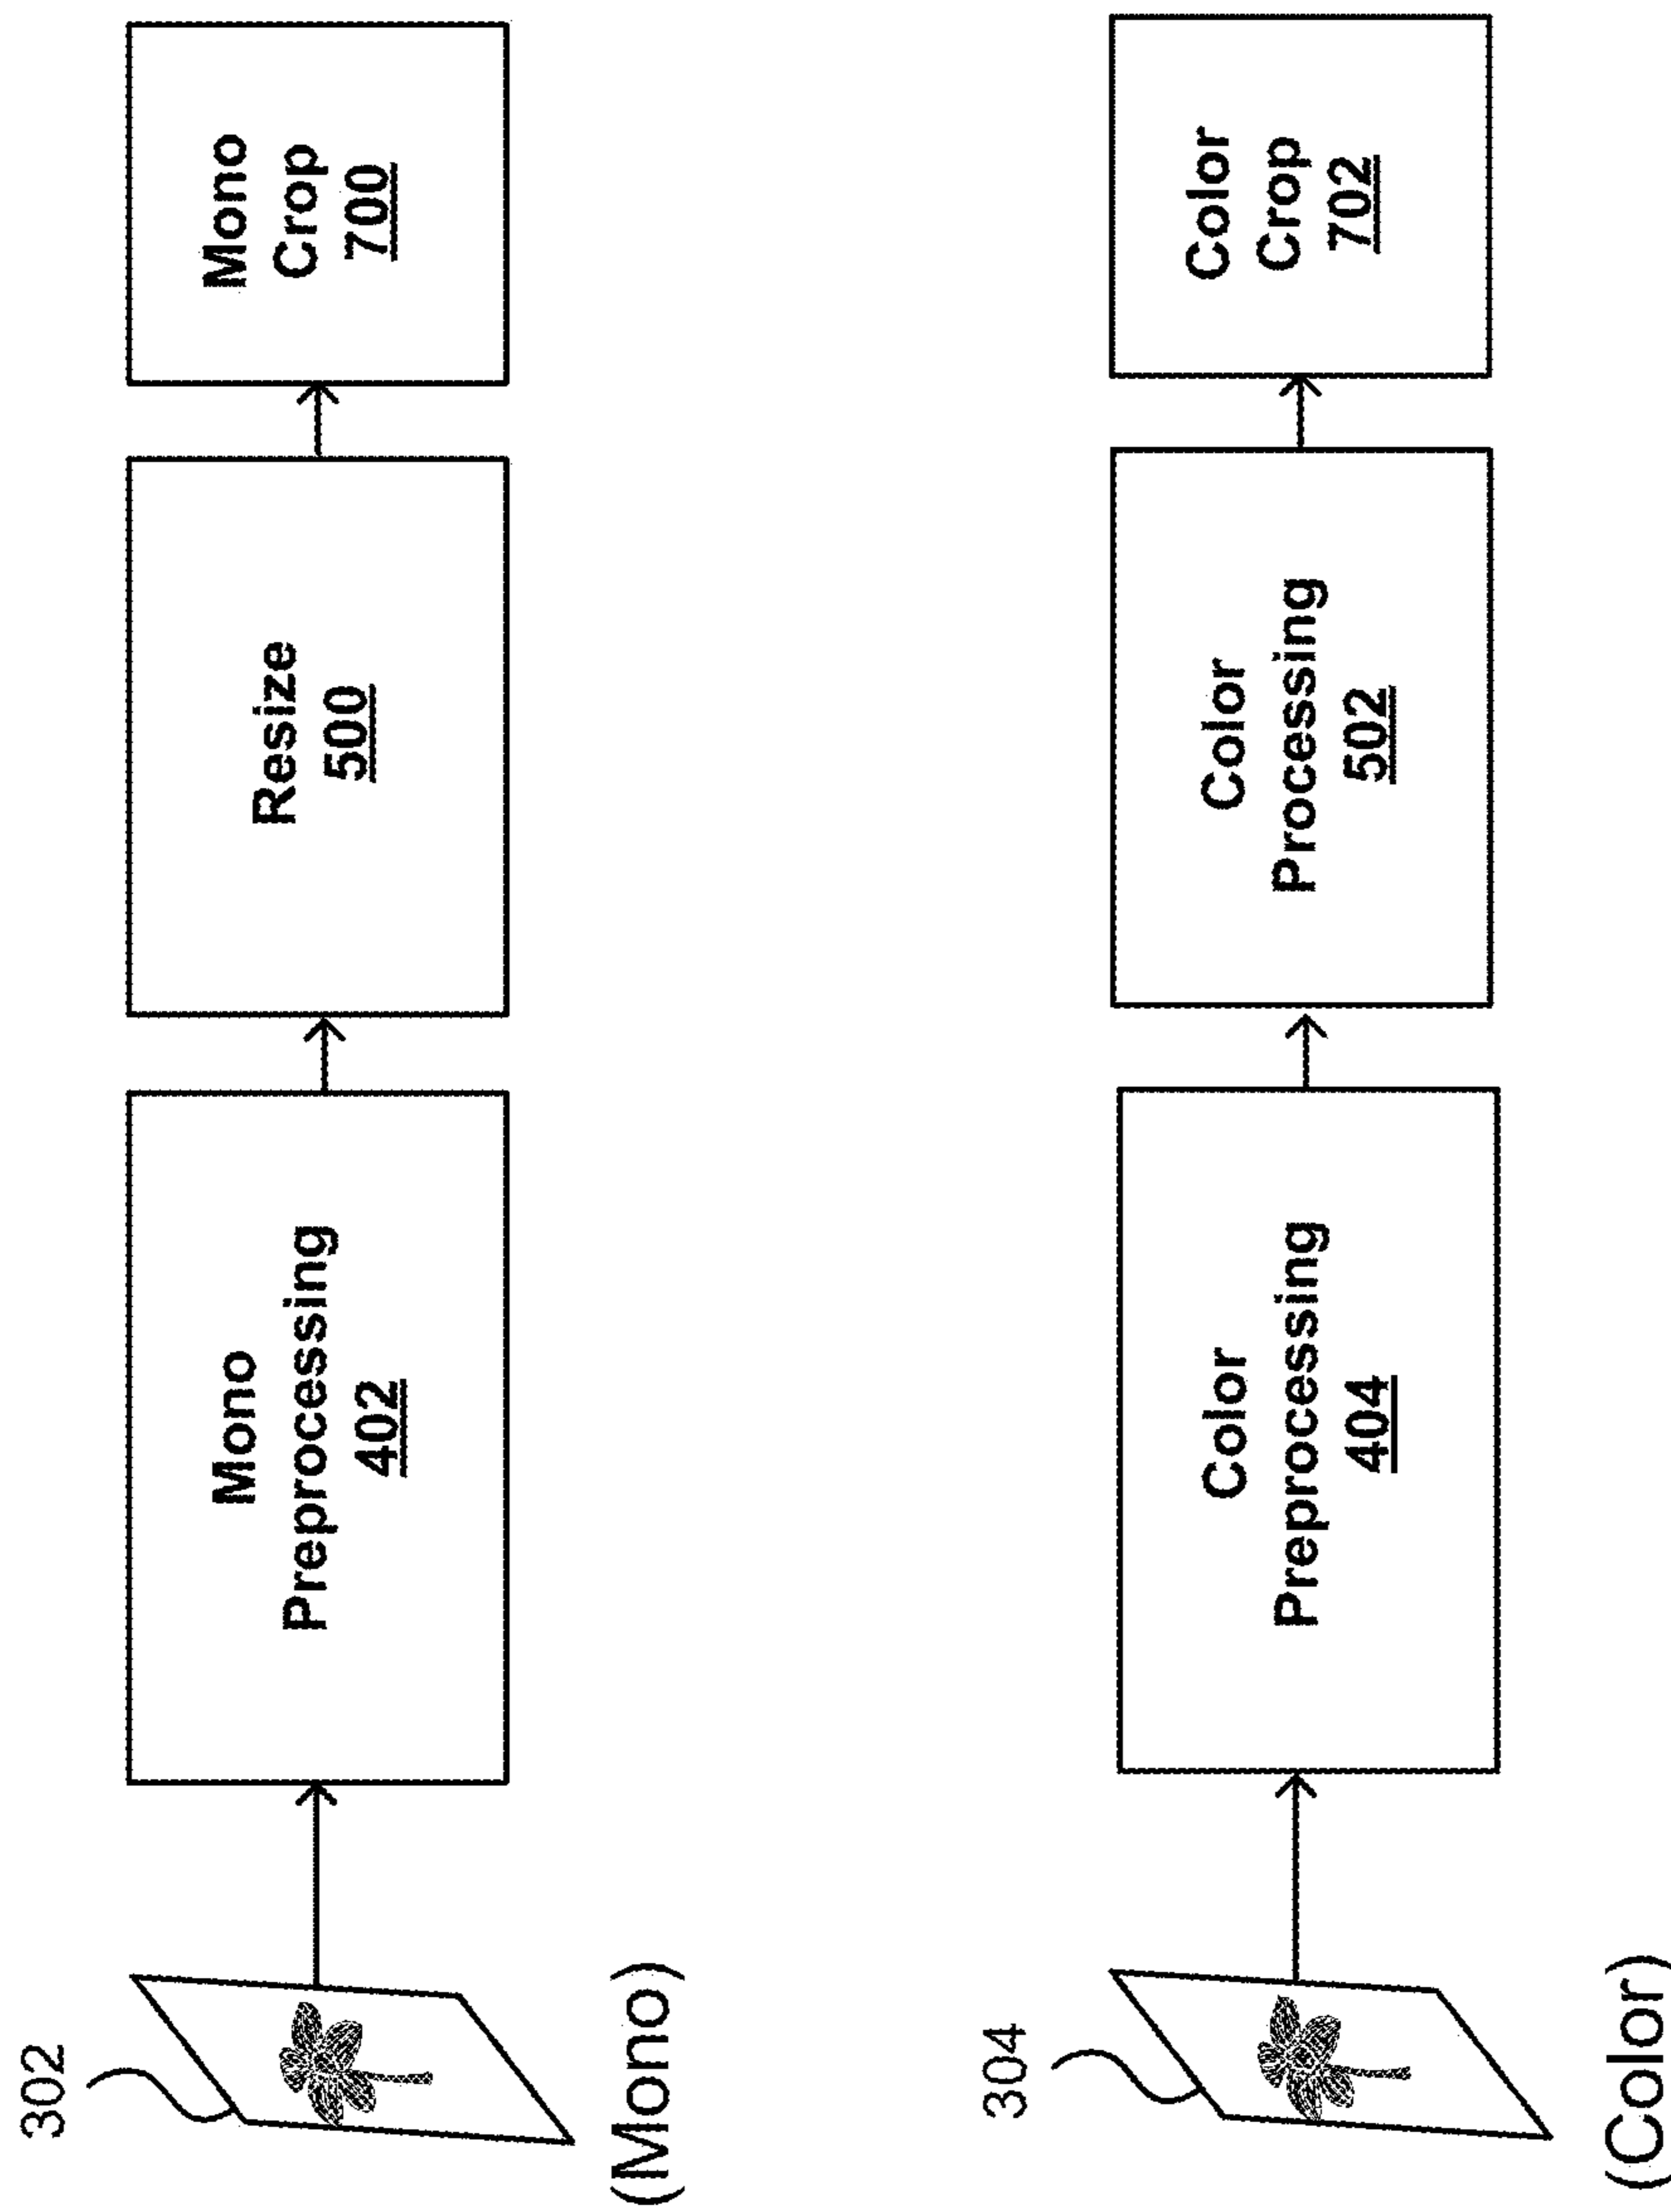 302
(Mono)
Mono
Preprocessing
402
Resize
500
Mono
Crop
700
304
(Color)
Color
Preprocessing
404
Color
Processing
502
Color
Crop
702